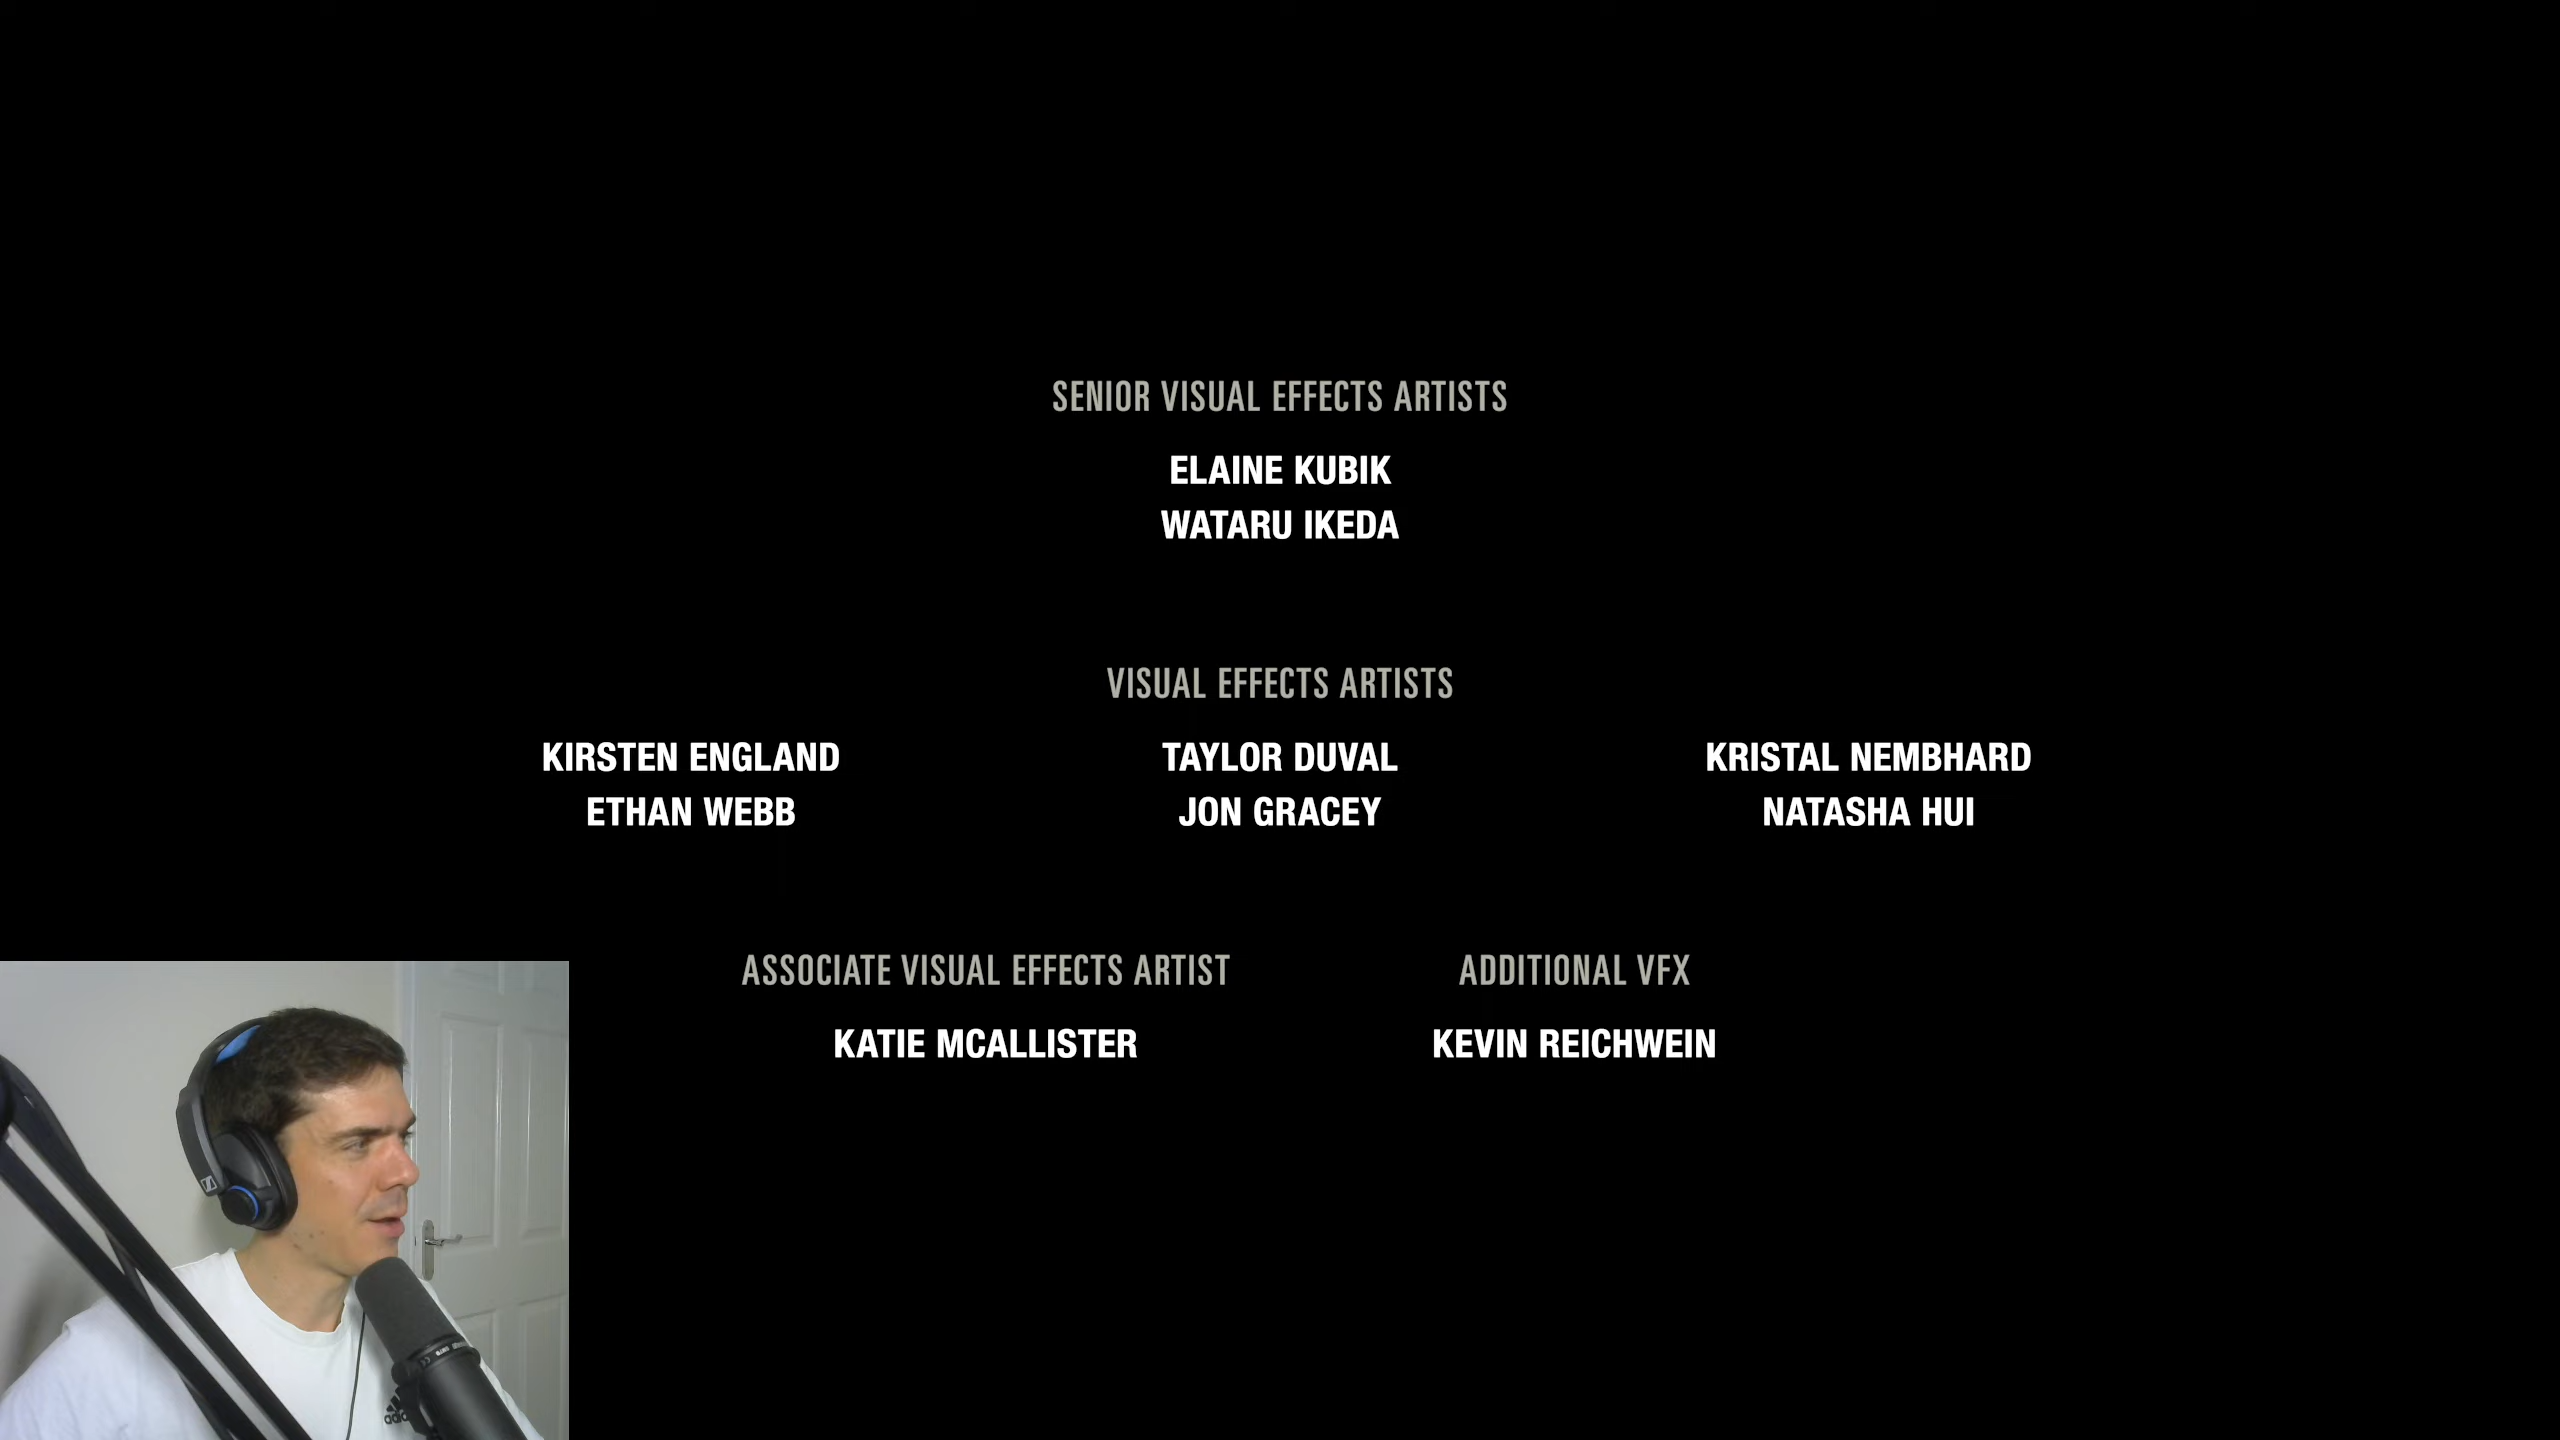 SENIOR VISUAL EFFECTS ARTISTS
ELAINE KUBIK
WATARU IKEDA
VISUAL EFFECTS ARTISTS
KIRSTEN ENGLAND TAYLOR DUVAL KRISTAL NEMBHARD
ETHAN WEBB JON GRACEY NATASHA HUI
ASSOCIATE VISUAL EFFECTS ARTIST ADDITIONAL VFX
KATIE MCALLISTER KEVIN REICHWEIN